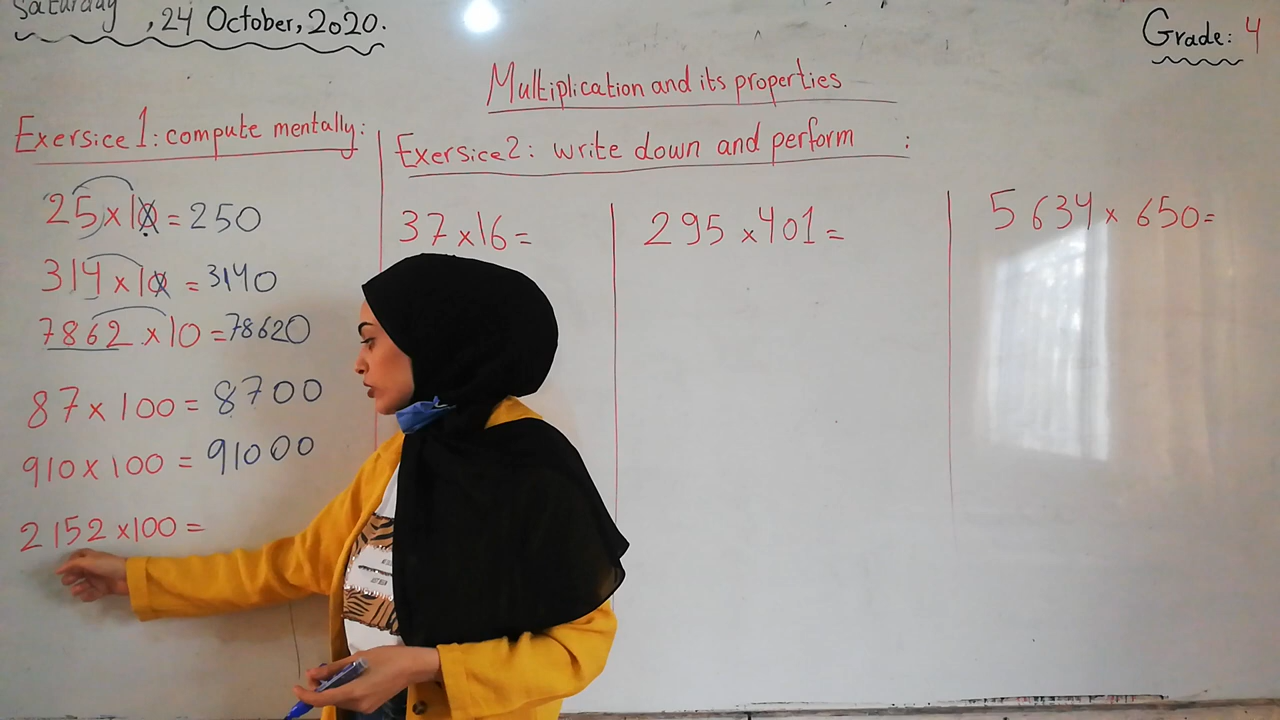 Saturday, 24 October, 2020.
Grade: 4
Multiplication and its properties
Exersice 1: compute mentally:
25 x 10 = 250
314 x 10 = 3140
7862 x 10 = 78620
87 x 100 = 8700
910 x 100 = 91000
2152 x 100 =
Exersice 2: write down and perform :
37 x 16 =
295 x 401 =
5634 x 650 =